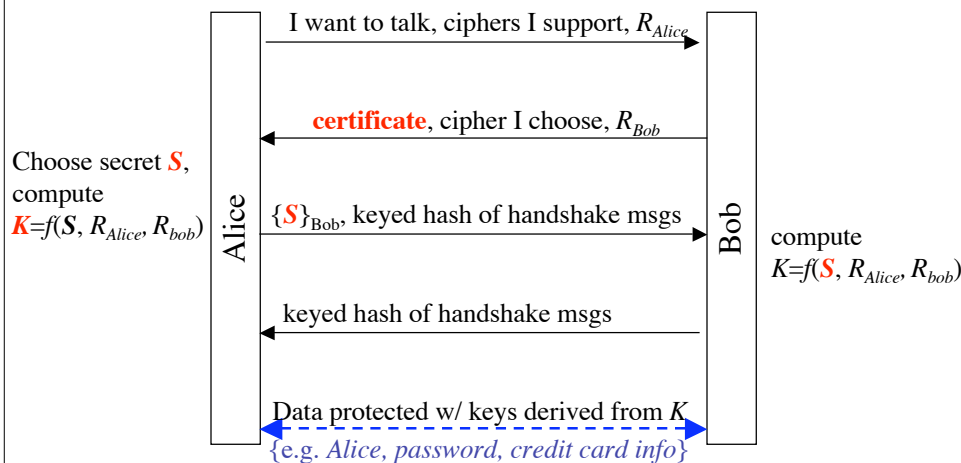 I want to talk, ciphers I support, R_Alice
certificate, cipher I choose, R_Bob
Choose secret S,
compute
K=f(S, R_Alice, R_bob)
Alice
{S}_Bob, keyed hash of handshake msgs
Bob
compute
K=f(S, R_Alice, R_bob)
keyed hash of handshake msgs
Data protected w/ keys derived from K
{e.g. Alice, password, credit card info}